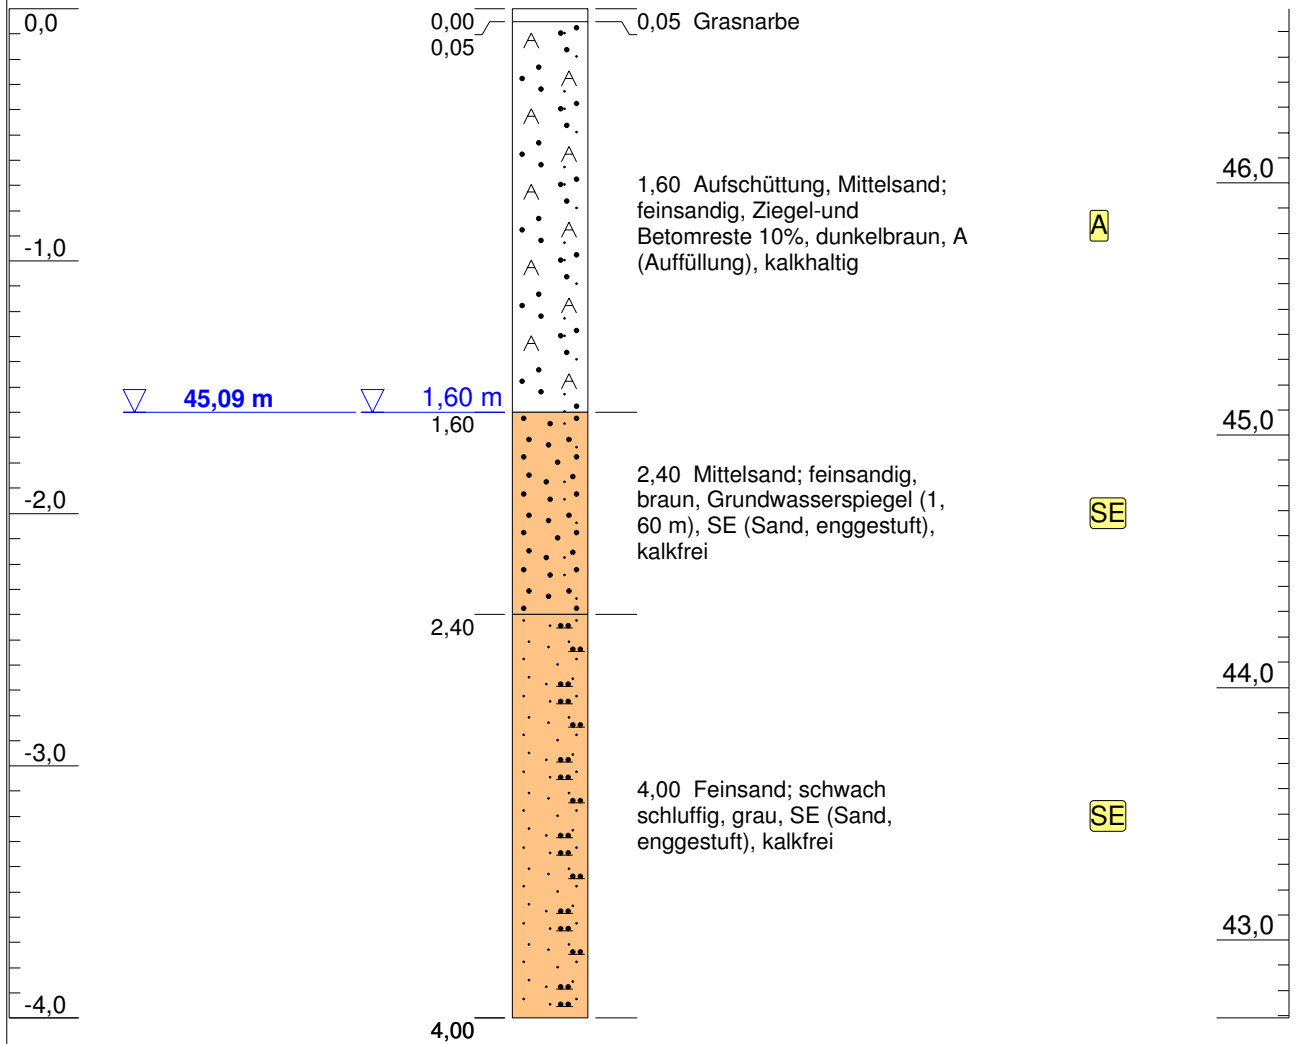 0,0
0,00
0,05 Grasnarbe
0,05
46,0
1,60 Aufschüttung, Mittelsand;
feinsandig, Ziegel-und
Betomreste 10%, dunkelbraun, A
(Auffüllung), kalkhaltig
A
-1,0
45,09 m
1,60 m
1,60
45,0
2,40 Mittelsand; feinsandig,
braun, Grundwasserspiegel (1,
60 m), SE (Sand, enggestuft),
kalkfrei
SE
-2,0
2,40
44,0
-3,0
4,00 Feinsand; schwach
schluffig, grau, SE (Sand,
enggestuft), kalkfrei
SE
43,0
-4,0
4,00